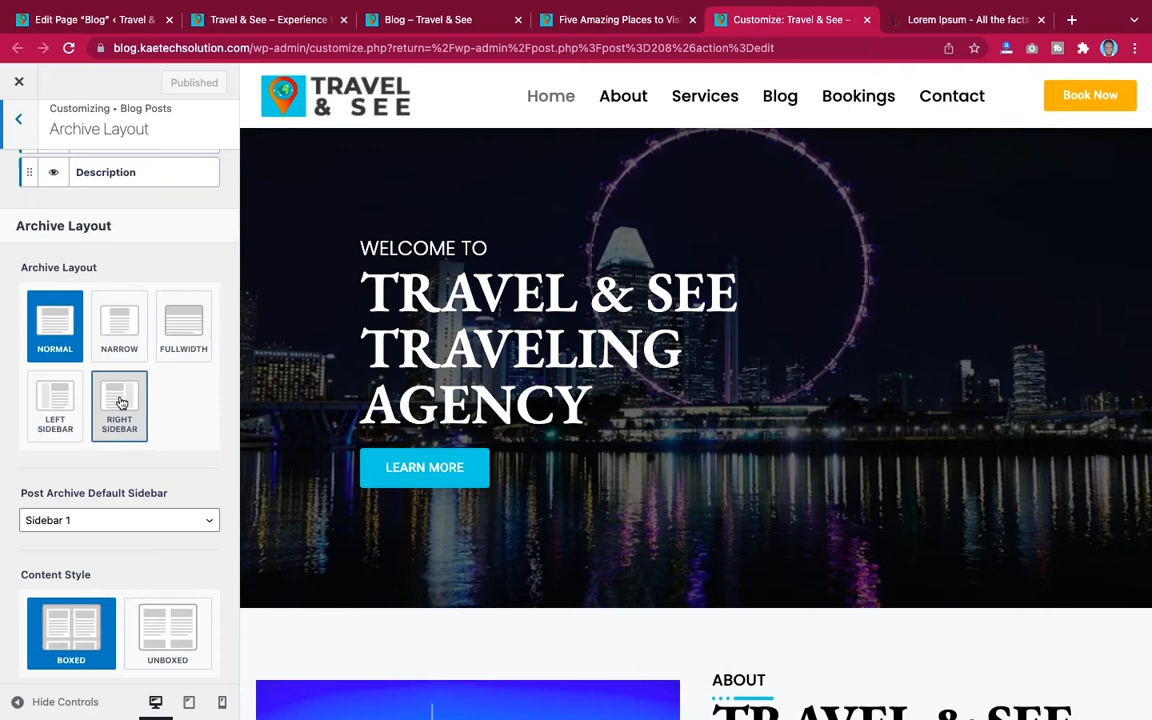 Edit Page “Blog” ‹ Travel &
Travel & See – Experience
Blog – Travel & See
Five Amazing Places to Vis
Customize: Travel & See –
Lorem Ipsum - All the facts
blog.kaetechsolution.com/wp-admin/customize.php?return=%2Fwp-admin%2Fpost.php%3Fpost%3D208%26action%3Dedit
Published
Customizing ▸ Blog Posts
Archive Layout
Description
Archive Layout
Archive Layout
NORMAL
NARROW
FULLWIDTH
LEFT SIDEBAR
RIGHT SIDEBAR
Post Archive Default Sidebar
Sidebar 1
Content Style
BOXED
UNBOXED
Hide Controls
TRAVEL
& SEE
Home
About
Services
Blog
Bookings
Contact
Book Now
WELCOME TO
TRAVEL & SEE
TRAVELING
AGENCY
LEARN MORE
ABOUT
TRAVEL & SEE